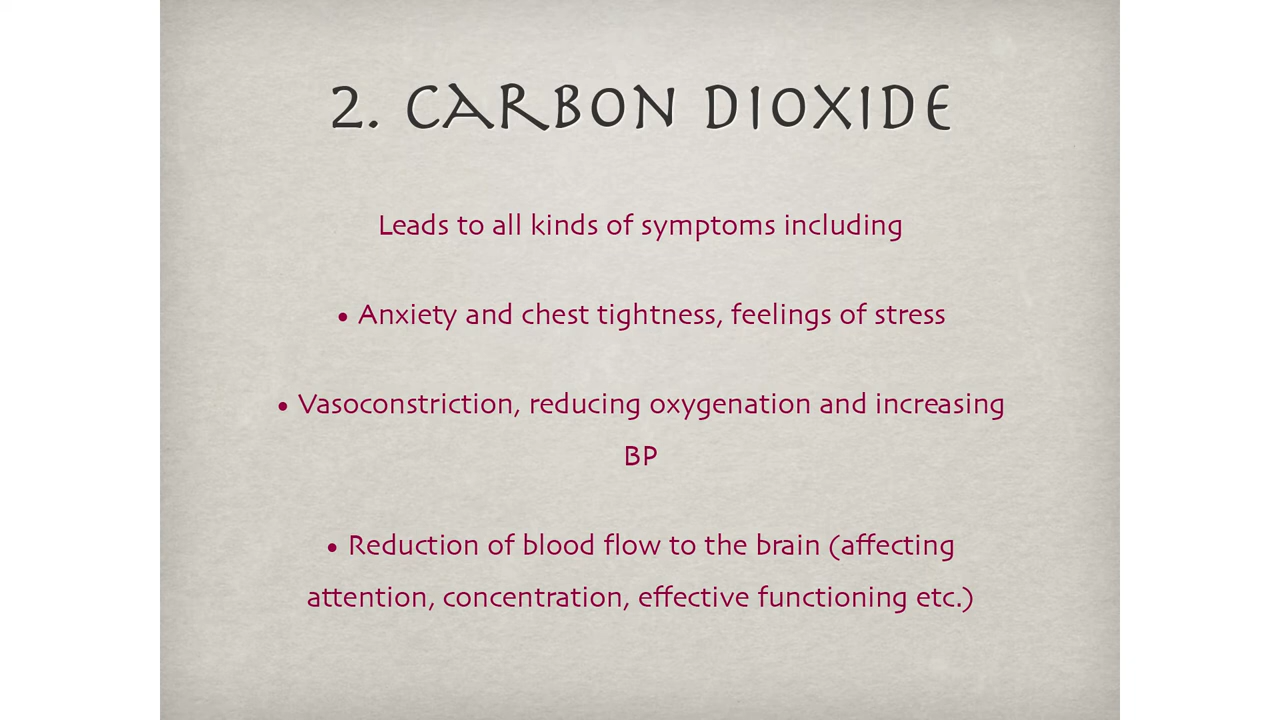 2. CARBON DIOXIDE
Leads to all kinds of symptoms including
• Anxiety and chest tightness, feelings of stress
• Vasoconstriction, reducing oxygenation and increasing
BP
• Reduction of blood flow to the brain (affecting
attention, concentration, effective functioning etc.)